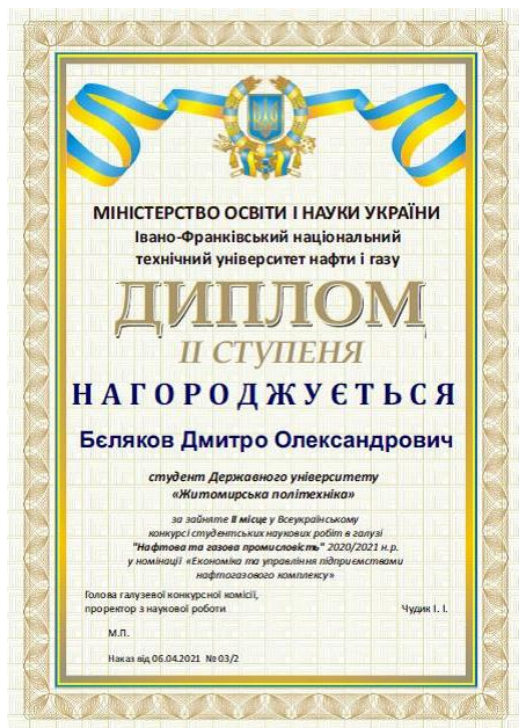 МІНІСТЕРСТВО ОСВІТИ І НАУКИ УКРАЇНИ
Івано-Франківський національний
технічний університет нафти і газу
ДИПЛОМ
ІІ СТУПЕНЯ
НАГОРОДЖУЄТЬСЯ
Бєляков Дмитро Олександрович
студент Державного університету
«Житомирська політехніка»
за зайняте ІІ місце у Всеукраїнському
конкурсі студентських наукових робіт в галузі
"Нафтова та газова промисловість" 2020/2021 н.р.
у номінації «Економіка та управління підприємствами
нафтогазового комплексу»
Голова галузевої конкурсної комісії,
проректор з наукової роботи Чудик І. І.
М.П.
Наказ від 06.04.2021 № 03/2